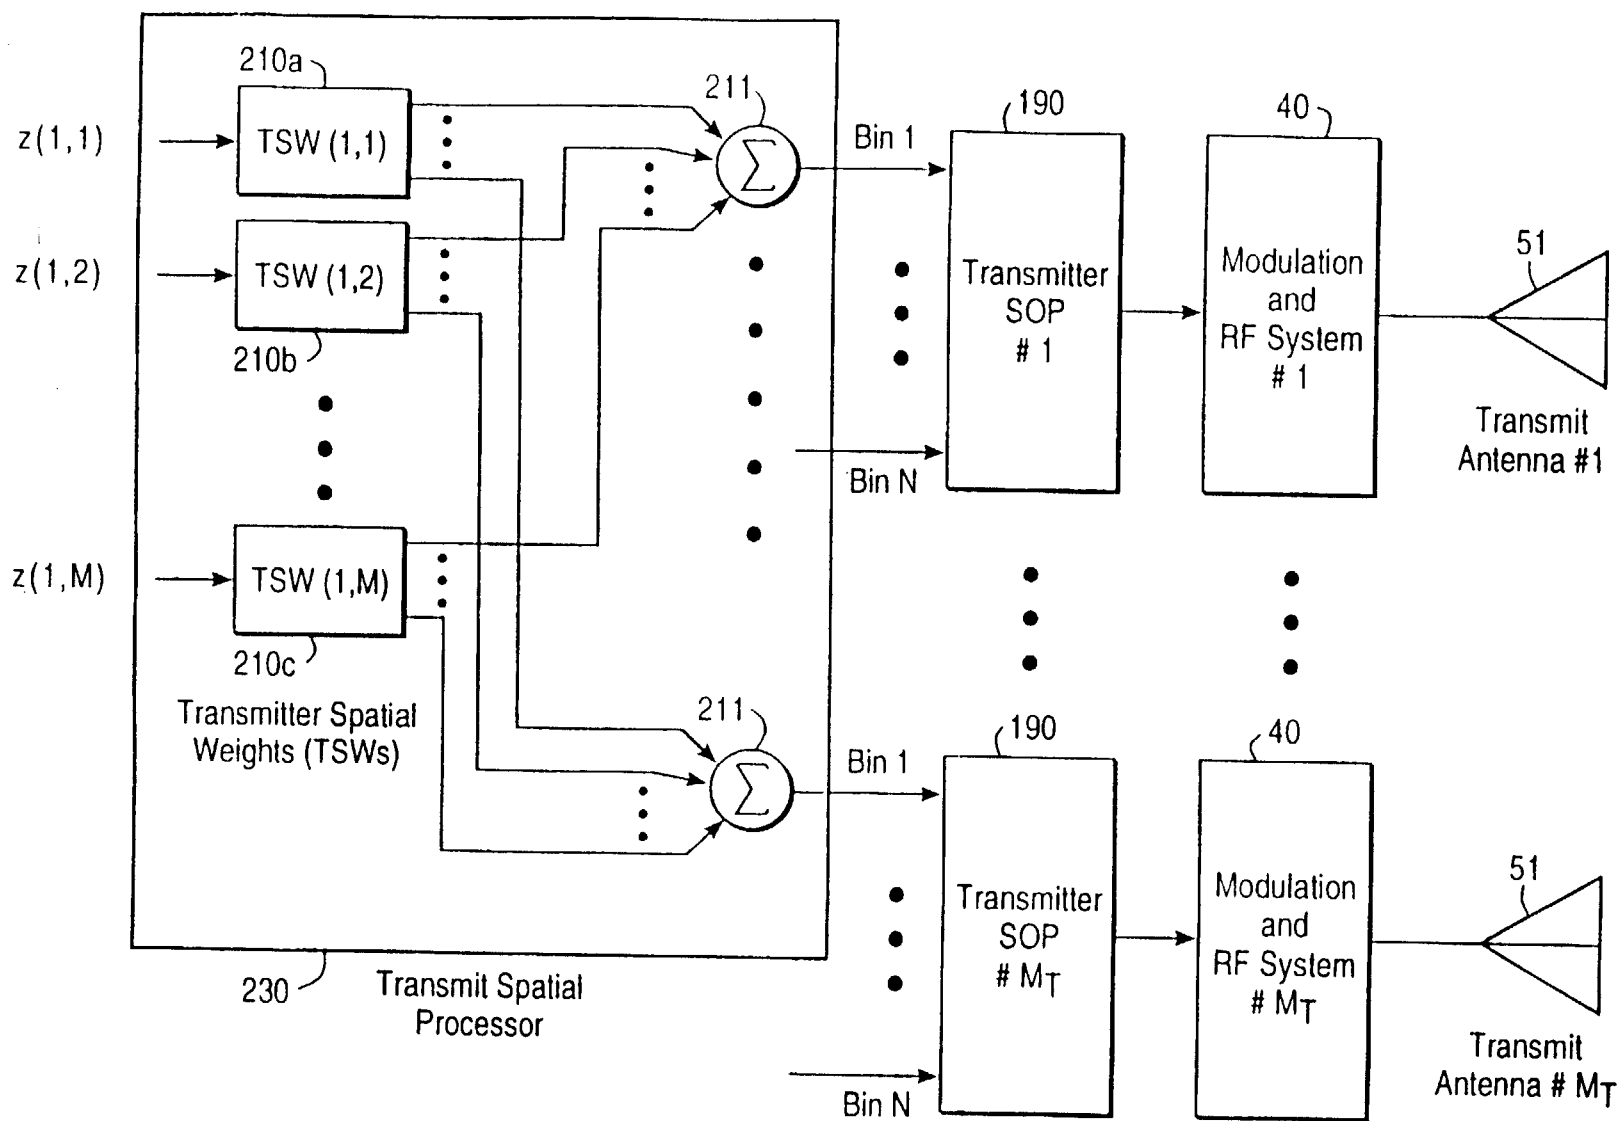 210a
z(1,1)
TSW (1,1)
211
Σ
Bin 1
190
40
z(1,2)
TSW (1,2)
210b
Transmitter
SOP
# 1
Modulation
and
RF System
# 1
51
Transmit
Antenna #1
Bin N
z(1,M)
TSW (1,M)
210c
Transmitter Spatial
Weights (TSWs)
211
Σ
Bin 1
190
40
Transmitter
SOP
# MT
Modulation
and
RF System
# MT
51
Transmit
Antenna # MT
230
Transmit Spatial
Processor
Bin N